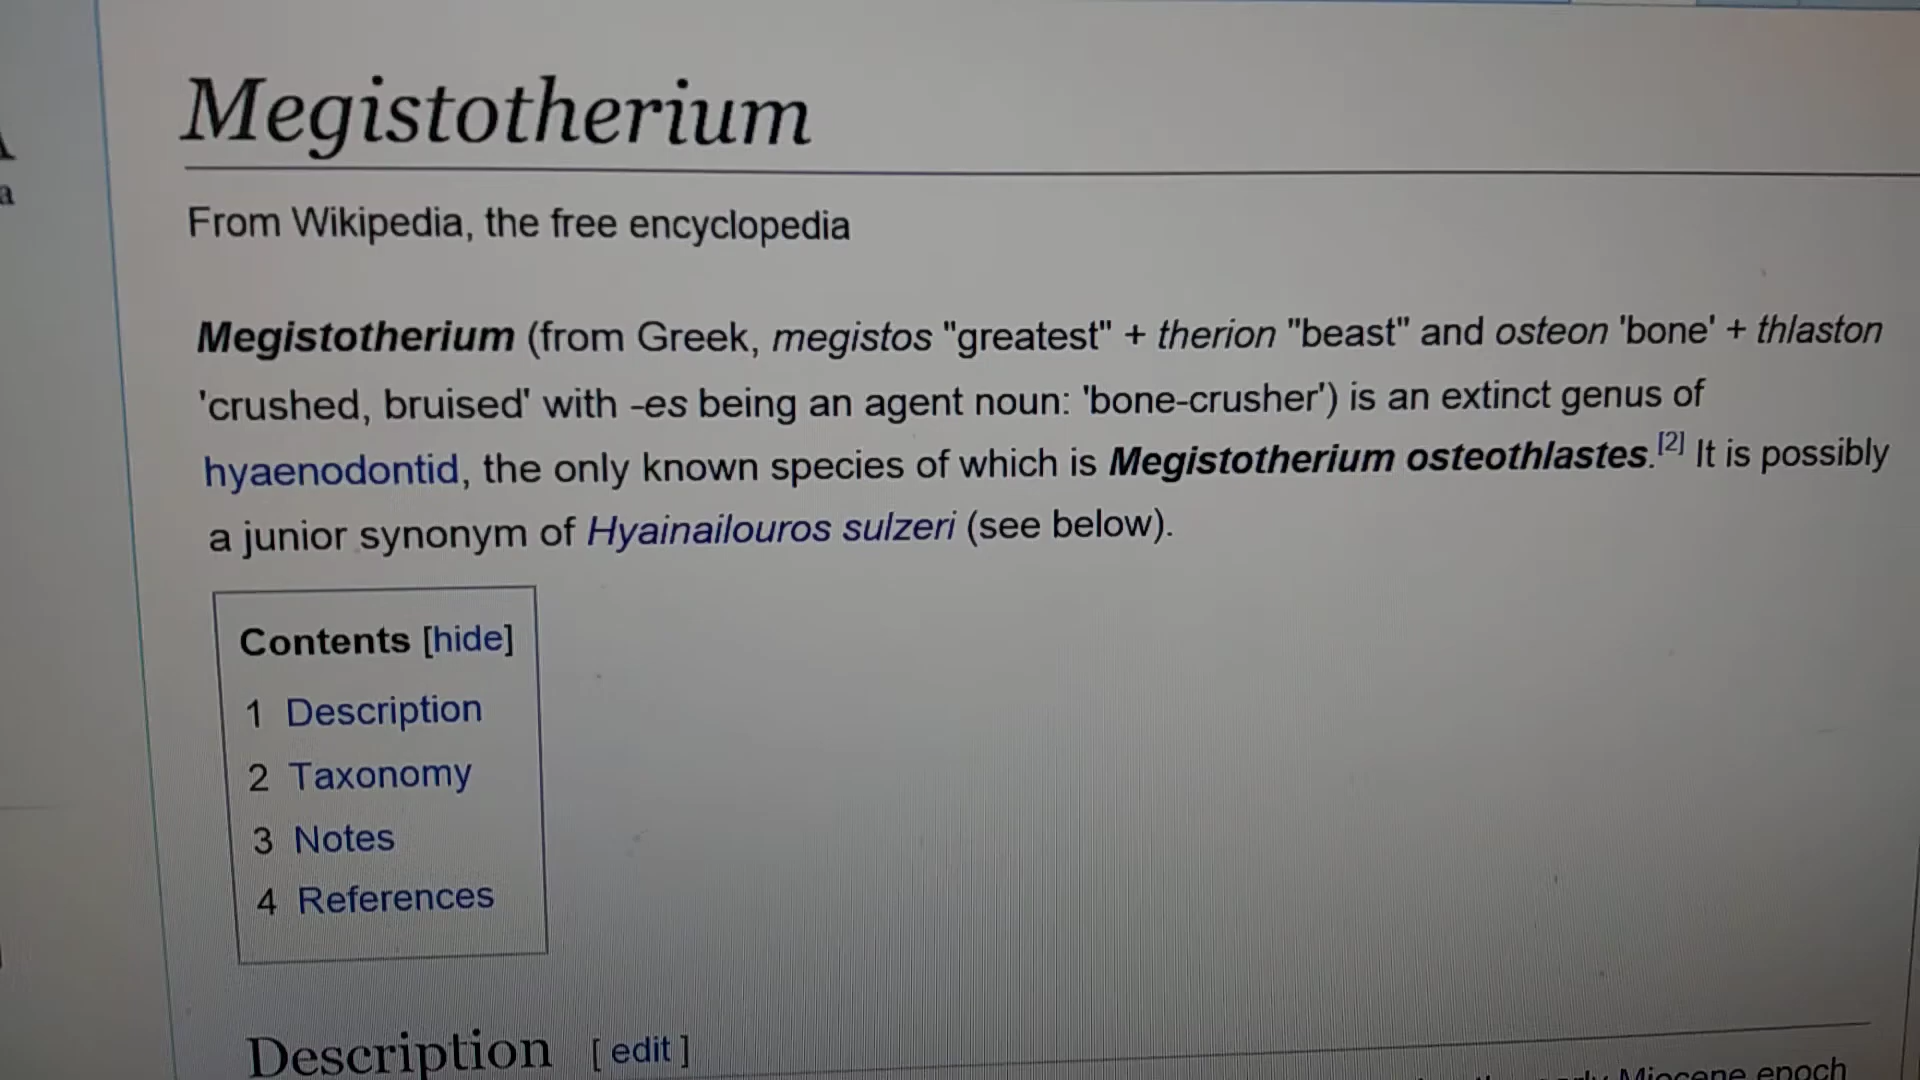 Megistotherium
From Wikipedia, the free encyclopedia
Megistotherium (from Greek, megistos "greatest" + therion "beast" and osteon 'bone' + thlaston
'crushed, bruised' with -es being an agent noun: 'bone-crusher') is an extinct genus of
hyaenodontid, the only known species of which is Megistotherium osteothlastes.[2] It is possibly
a junior synonym of Hyainailouros sulzeri (see below).
Contents [hide]
1 Description
2 Taxonomy
3 Notes
4 References
Description [edit]
Miocene epoch